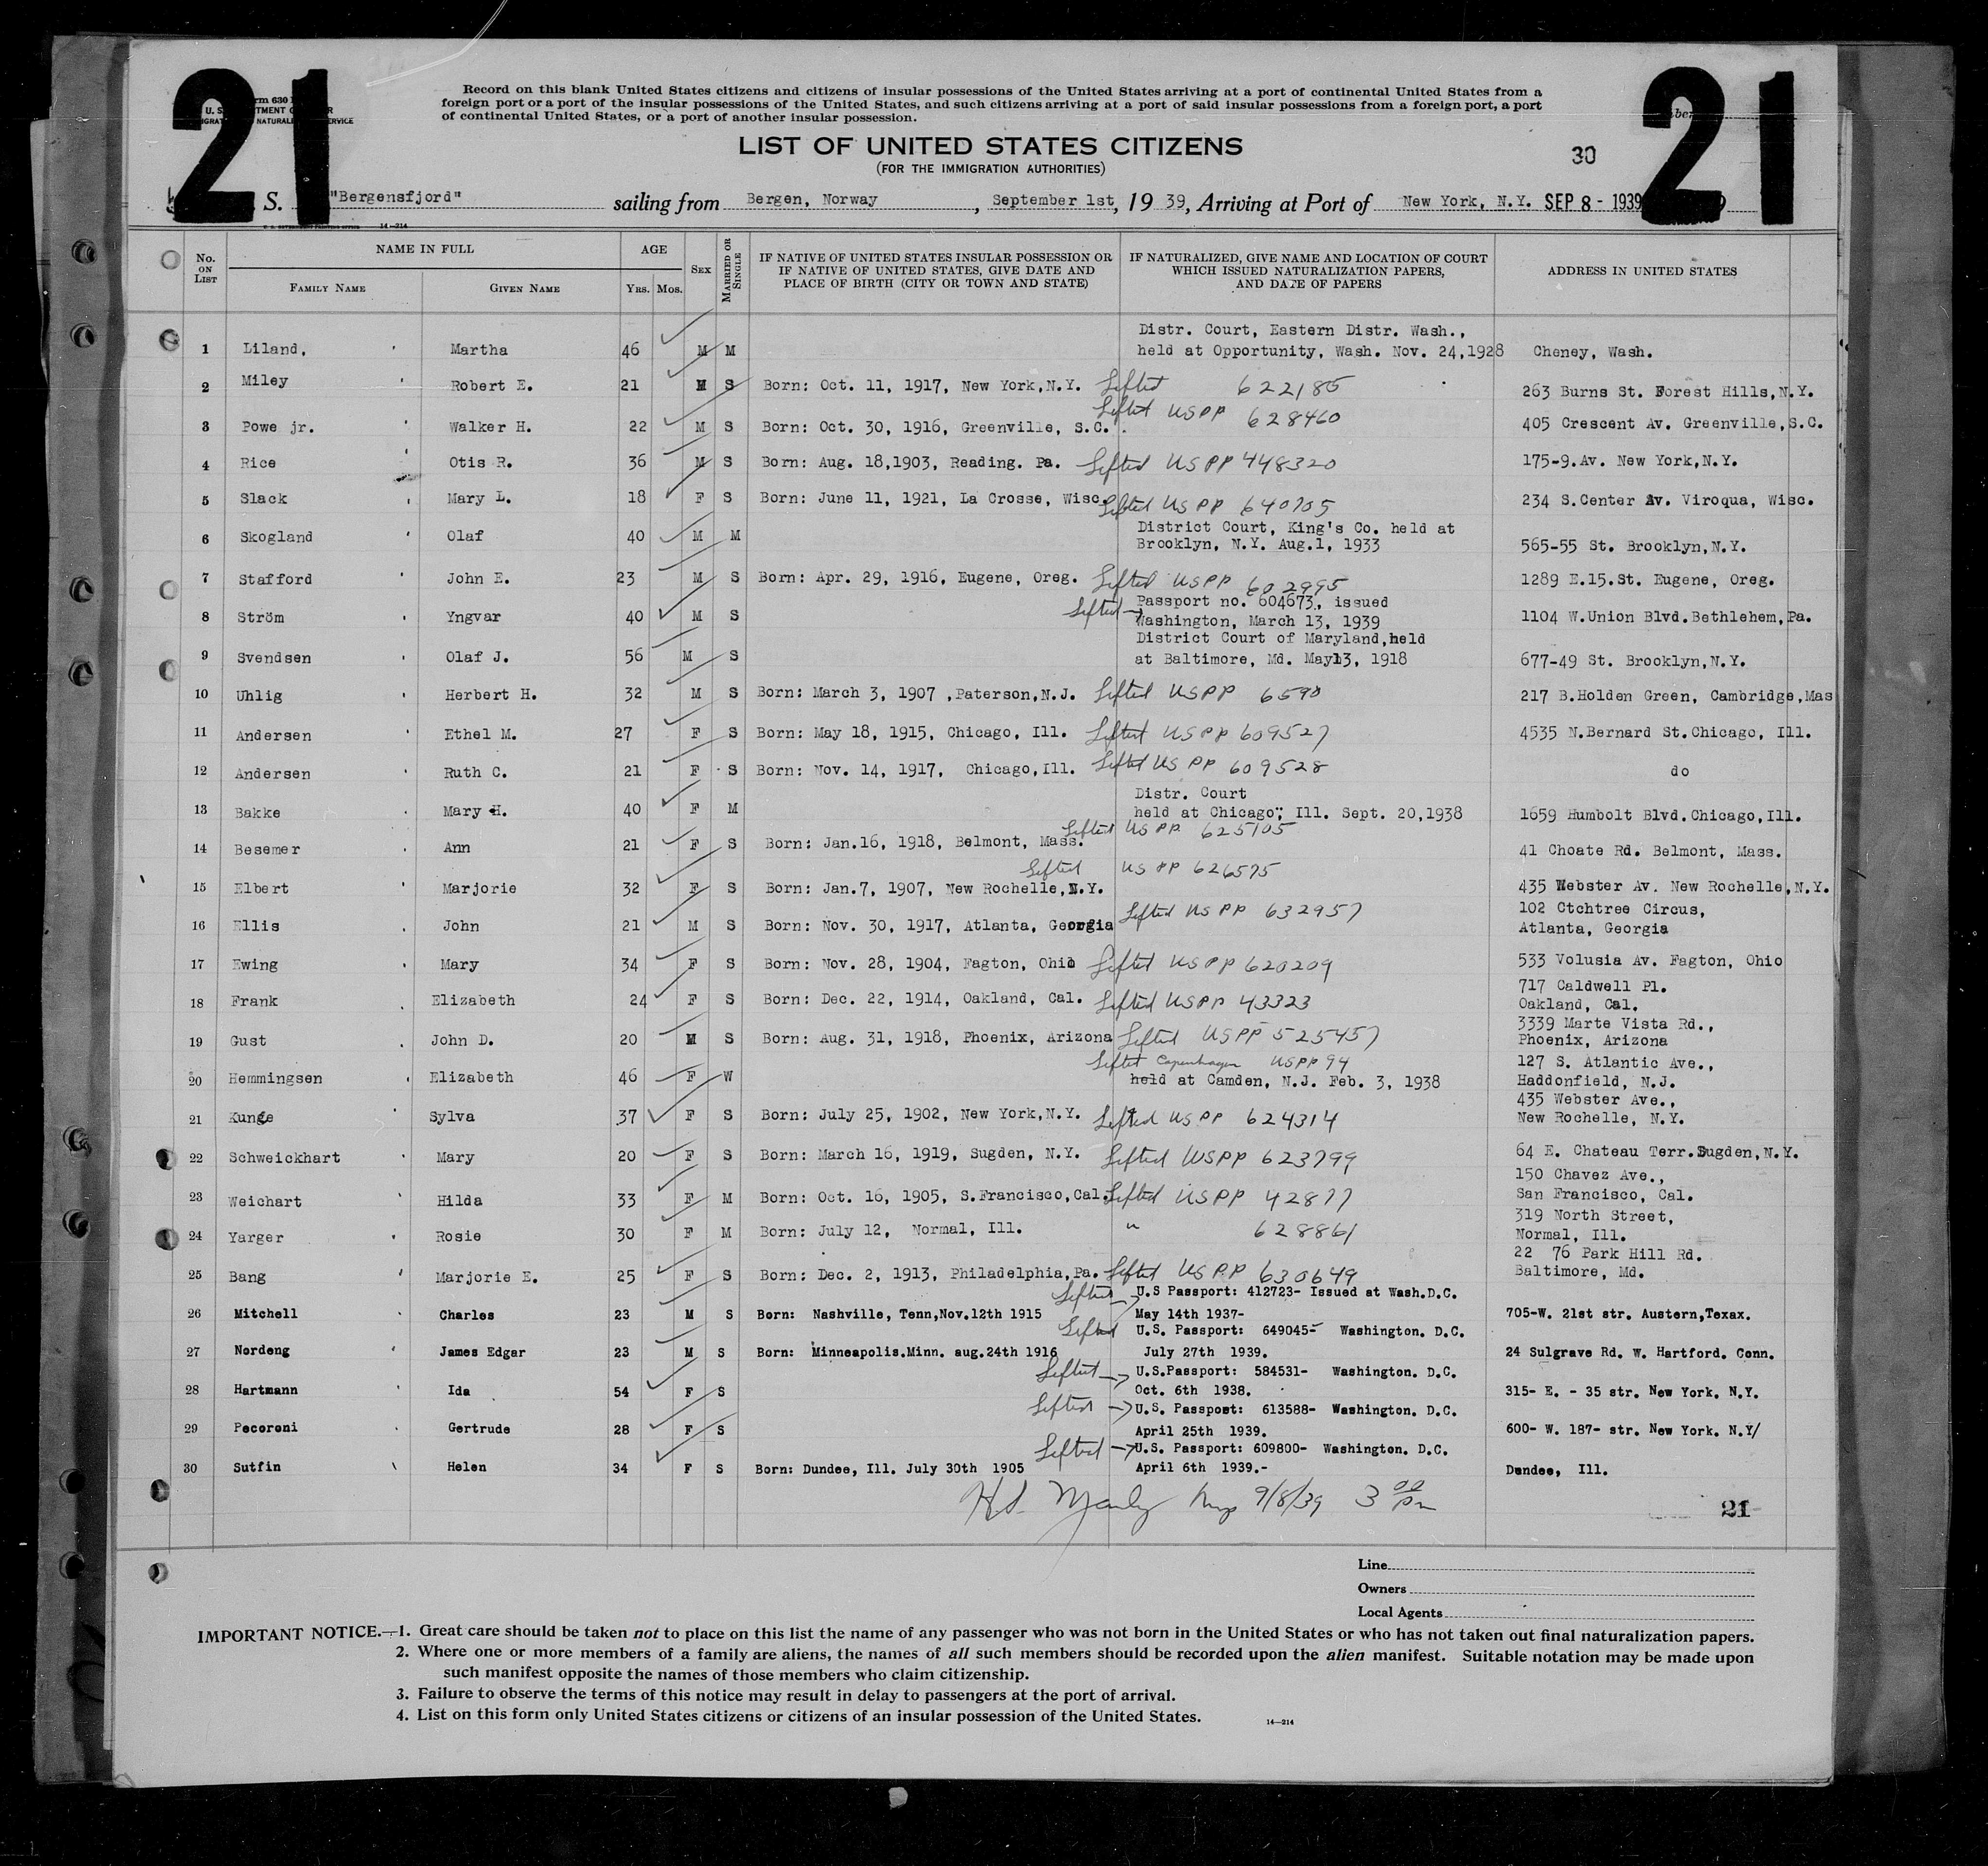 21
21
Record on this blank United States citizens and citizens of insular possessions of the United States arriving at a port of continental United States from a
foreign port or a port of the insular possessions of the United States, and such citizens arriving at a port of said insular possessions from a foreign port, a port
of continental United States, or a port of another insular possession.
LIST OF UNITED STATES CITIZENS
(FOR THE IMMIGRATION AUTHORITIES)
30
S. "Bergensfjord" sailing from Bergen, Norway, September 1st, 19 39, Arriving at Port of New York, N.Y. SEP 8 - 1939
14-214
No. ON LIST NAME IN FULL AGE SEX MARRIED OR SINGLE IF NATIVE OF UNITED STATES INSULAR POSSESSION OR IF NATIVE OF UNITED STATES, GIVE DATE AND PLACE OF BIRTH (CITY OR TOWN AND STATE) IF NATURALIZED, GIVE NAME AND LOCATION OF COURT WHICH ISSUED NATURALIZATION PAPERS, AND DATE OF PAPERS ADDRESS IN UNITED STATES
FAMILY NAME GIVEN NAME YRS. MOS.
Distr. Court, Eastern Distr. Wash.,
1 Liland, Martha 46 M M held at Opportunity, Wash. Nov. 24,1928 Cheney, Wash.
2 Miley Robert E. 21 M S Born: Oct. 11, 1917, New York,N.Y. Lifted 622185 263 Burns St. Forest Hills,N.Y.
3 Powe jr. Walker H. 22 M S Born: Oct. 30, 1916, Greenville, S.C. Lifted USPP 628460 405 Crescent Av. Greenville,S.C.
4 Rice Otis R. 36 M S Born: Aug. 18,1903, Reading. Pa. Lifted USPP 448320 175-9.Av. New York,N.Y.
5 Slack Mary L. 18 F S Born: June 11, 1921, La Crosse, Wisc. Lifted US PP 640705 234 S.Center Av. Viroqua, Wisc.
District Court, King's Co. held at
6 Skogland Olaf 40 M M Brooklyn, N.Y. Aug.1, 1933 565-55 St. Brooklyn,N.Y.
7 Stafford John E. 23 M S Born: Apr. 29, 1916, Eugene, Oreg. Lifted USPP 602995 1289 E.15.St. Eugene, Oreg.
Lifted → Passport no. 604673, issued
8 Ström Yngvar 40 M S Washington, March 13, 1939 1104 W.Union Blvd.Bethlehem,Pa.
District Court of Maryland,held
9 Svendsen Olaf J. 56 M S at Baltimore, Md. May13, 1918 677-49 St. Brooklyn,N.Y.
10 Uhlig Herbert H. 32 M S Born: March 3, 1907 ,Paterson,N.J. Lifted USPP 6590 217 B.Holden Green, Cambridge,Mas
11 Andersen Ethel M. 27 F S Born: May 18, 1915, Chicago, Ill. Lifted USPP 609527 4535 N.Bernard St.Chicago, Ill.
12 Andersen Ruth C. 21 F S Born: Nov. 14, 1917, Chicago,Ill. Lifted US PP 609528 do
Distr. Court
13 Bakke Mary H. 40 F M held at Chicago, Ill. Sept. 20,1938 1659 Humbolt Blvd.Chicago,Ill.
Lifted US PP 625105
14 Besemer Ann 21 F S Born: Jan.16, 1918, Belmont, Mass. 41 Choate Rd. Belmont, Mass.
Lifted US PP 626575
15 Elbert Marjorie 32 F S Born: Jan.7, 1907, New Rochelle,N.Y. 435 Webster Av. New Rochelle,N.Y.
Lifted US PP 632957 102 Ctchtree Circus,
16 Ellis John 21 M S Born: Nov. 30, 1917, Atlanta, Georgia Atlanta, Georgia
17 Ewing Mary 34 F S Born: Nov. 28, 1904, Fagton, Ohio Lifted USPP 620209 533 Volusia Av. Fagton, Ohio
717 Caldwell Pl.
18 Frank Elizabeth 24 F S Born: Dec. 22, 1914, Oakland, Cal. Lifted USPP 43323 Oakland, Cal.
3339 Marte Vista Rd.,
19 Gust John D. 20 M S Born: Aug. 31, 1918, Phoenix, Arizona Lifted USPP 525457 Phoenix, Arizona
Lifted Copenhagen USPP 94 127 S. Atlantic Ave.,
20 Hemmingsen Elizabeth 46 F W held at Camden, N.J. Feb. 3, 1938 Haddonfield, N.J.
435 Webster Ave.,
21 Kunge Sylva 37 F S Born: July 25, 1902, New York,N.Y. Lifted US PP 624314 New Rochelle, N.Y.
22 Schweickhart Mary 20 F S Born: March 16, 1919, Sugden, N.Y. Lifted USPP 623799 64 E. Chateau Terr.Sugden,N.Y.
150 Chavez Ave.,
23 Weichart Hilda 33 F M Born: Oct. 16, 1905, S.Francisco,Cal. Lifted USPP 42877 San Francisco, Cal.
319 North Street,
24 Yarger Rosie 30 F M Born: July 12, Normal, Ill. " 628861 Normal, Ill.
22 76 Park Hill Rd.
25 Bang Marjorie E. 25 F S Born: Dec. 2, 1913, Philadelphia,Pa. Lifted USPP 630649 Baltimore, Md.
Lifted U.S Passport: 412723- Issued at Wash.D.C.
26 Mitchell Charles 23 M S Born: Nashville, Tenn,Nov.12th 1915 May 14th 1937- 705-W. 21st str. Austern,Texax.
Lifted U.S. Passport: 649045- Washington. D.C.
27 Nordeng James Edgar 23 M S Born: Minneapolis.Minn. aug.24th 1916 July 27th 1939. 24 Sulgrave Rd. W. Hartford. Conn.
Lifted → U.S.Passport: 584531- Washington. D.C.
28 Hartmann Ida 54 F S Oct. 6th 1938. 315- E. - 35 str. New York. N.Y.
Lifted → U.S. Passport: 613588- Washington. D.C.
29 Pecoroni Gertrude 28 F S April 25th 1939. 600- W. 187- str. New York. N.Y/
Lifted → U.S. Passport: 609800- Washington. D.C.
30 Sutfin Helen 34 F S Born: Dundee, Ill. July 30th 1905 April 6th 1939.- Dundee, Ill.
9/8/39 3 00 pm
21
Line
Owners
Local Agents
IMPORTANT NOTICE.—1. Great care should be taken not to place on this list the name of any passenger who was not born in the United States or who has not taken out final naturalization papers.
2. Where one or more members of a family are aliens, the names of all such members should be recorded upon the alien manifest. Suitable notation may be made upon
such manifest opposite the names of those members who claim citizenship.
3. Failure to observe the terms of this notice may result in delay to passengers at the port of arrival.
4. List on this form only United States citizens or citizens of an insular possession of the United States.
14—214